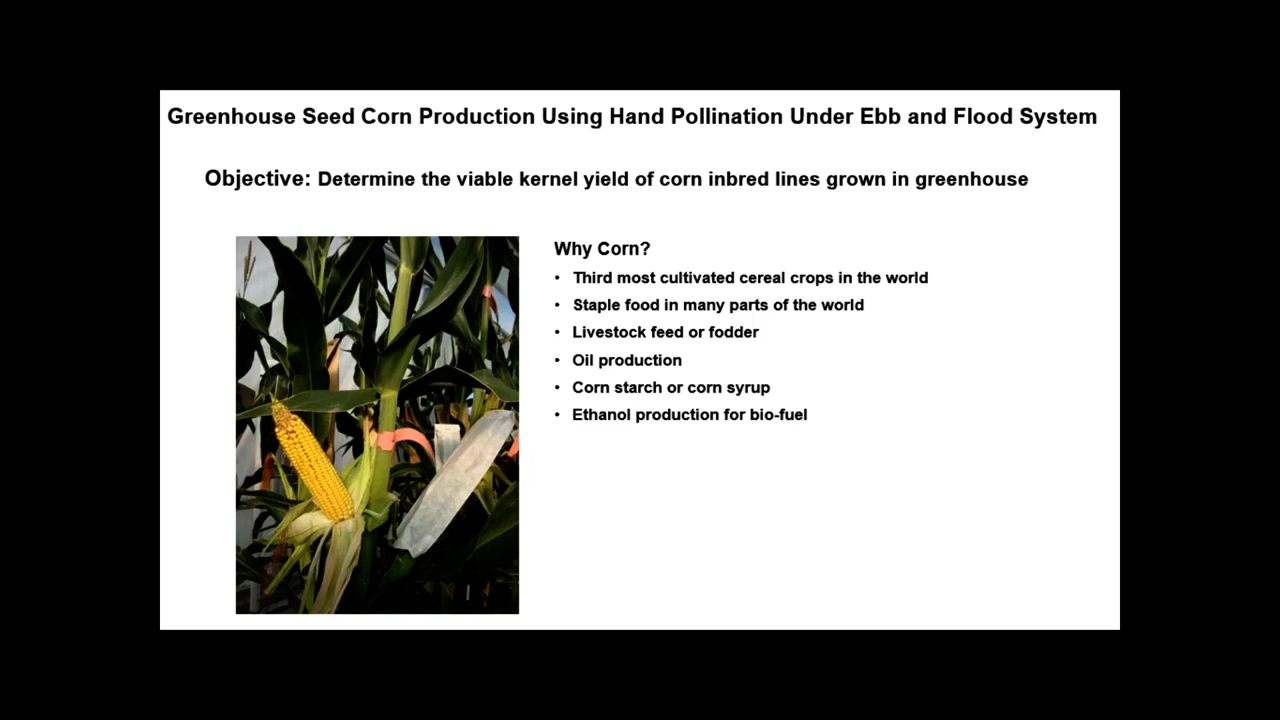 Greenhouse Seed Corn Production Using Hand Pollination Under Ebb and Flood System
Objective: Determine the viable kernel yield of corn inbred lines grown in greenhouse
Why Corn?
• Third most cultivated cereal crops in the world
• Staple food in many parts of the world
• Livestock feed or fodder
• Oil production
• Corn starch or corn syrup
• Ethanol production for bio-fuel